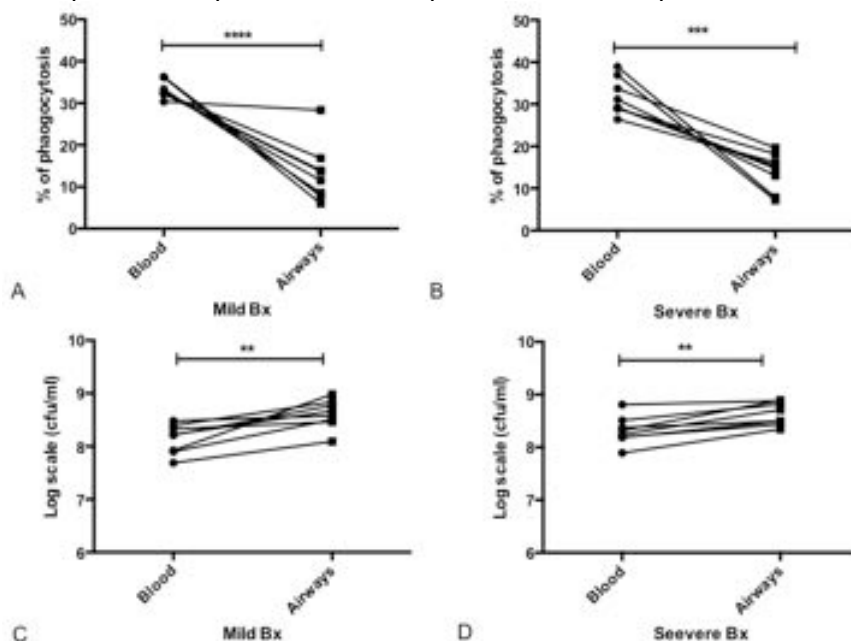 50
40
30
20
10
0
% of phaogocytosis
****
Blood
Airways
A
Mild Bx
50
40
30
20
10
0
% of phaogocytosis
***
Blood
Airways
B
Severe Bx
10
9
8
7
6
Log scale (cfu/ml)
**
Blood
Airways
C
Mild Bx
10
9
8
7
6
Log scale (cfu/ml)
**
Blood
Airways
D
Seevere Bx